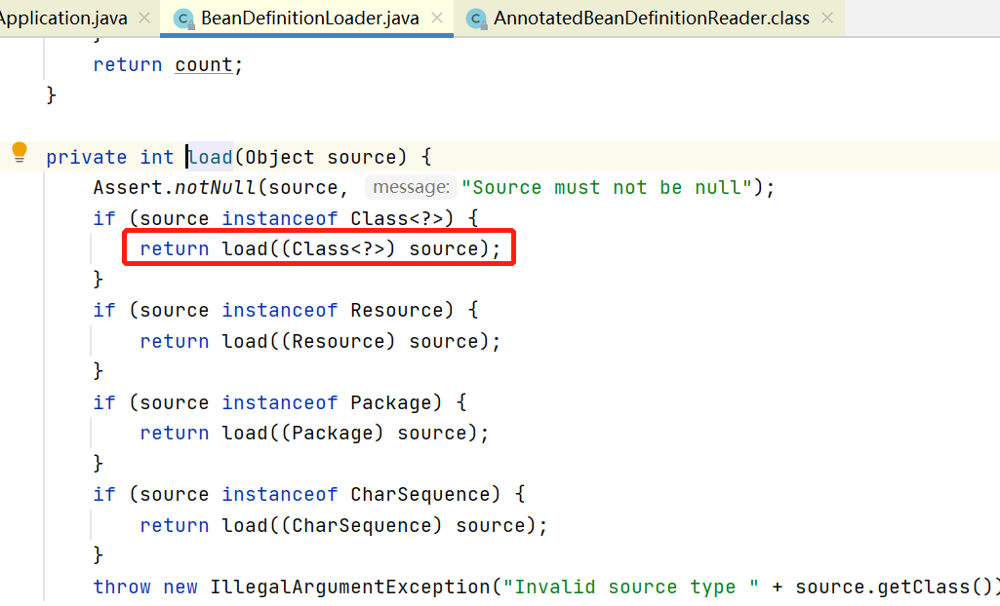 Application.java × C BeanDefinitionLoader.java × C AnnotatedBeanDefinitionReader.class ×
}
return count;
}
private int load(Object source) {
Assert.notNull(source, message: "Source must not be null");
if (source instanceof Class<?>) {
return load((Class<?>) source);
}
if (source instanceof Resource) {
return load((Resource) source);
}
if (source instanceof Package) {
return load((Package) source);
}
if (source instanceof CharSequence) {
return load((CharSequence) source);
}
throw new IllegalArgumentException("Invalid source type " + source.getClass())